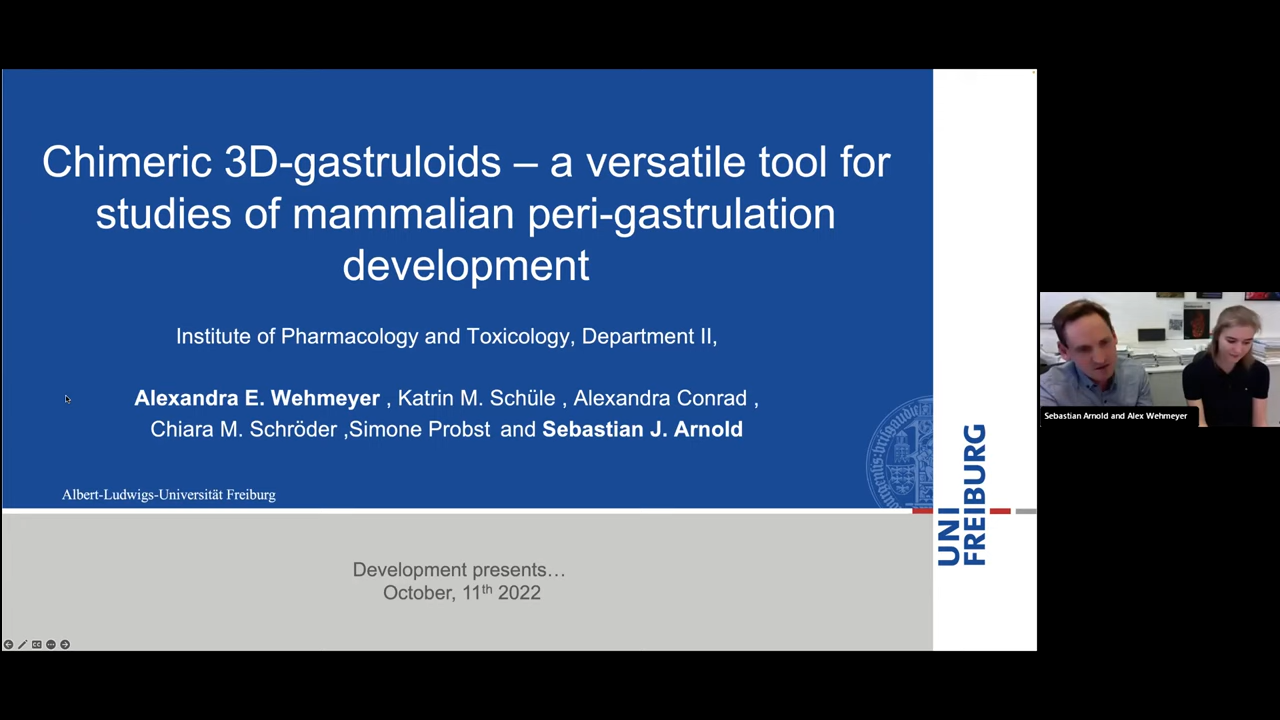 Chimeric 3D-gastruloids – a versatile tool for
studies of mammalian peri-gastrulation
development
Institute of Pharmacology and Toxicology, Department II,
Alexandra E. Wehmeyer , Katrin M. Schüle , Alexandra Conrad ,
Chiara M. Schröder ,Simone Probst and Sebastian J. Arnold
Albert-Ludwigs-Universität Freiburg
UNI
FREIBURG
Development presents…
October, 11th 2022
Sebastian Arnold and Alex Wehmeyer